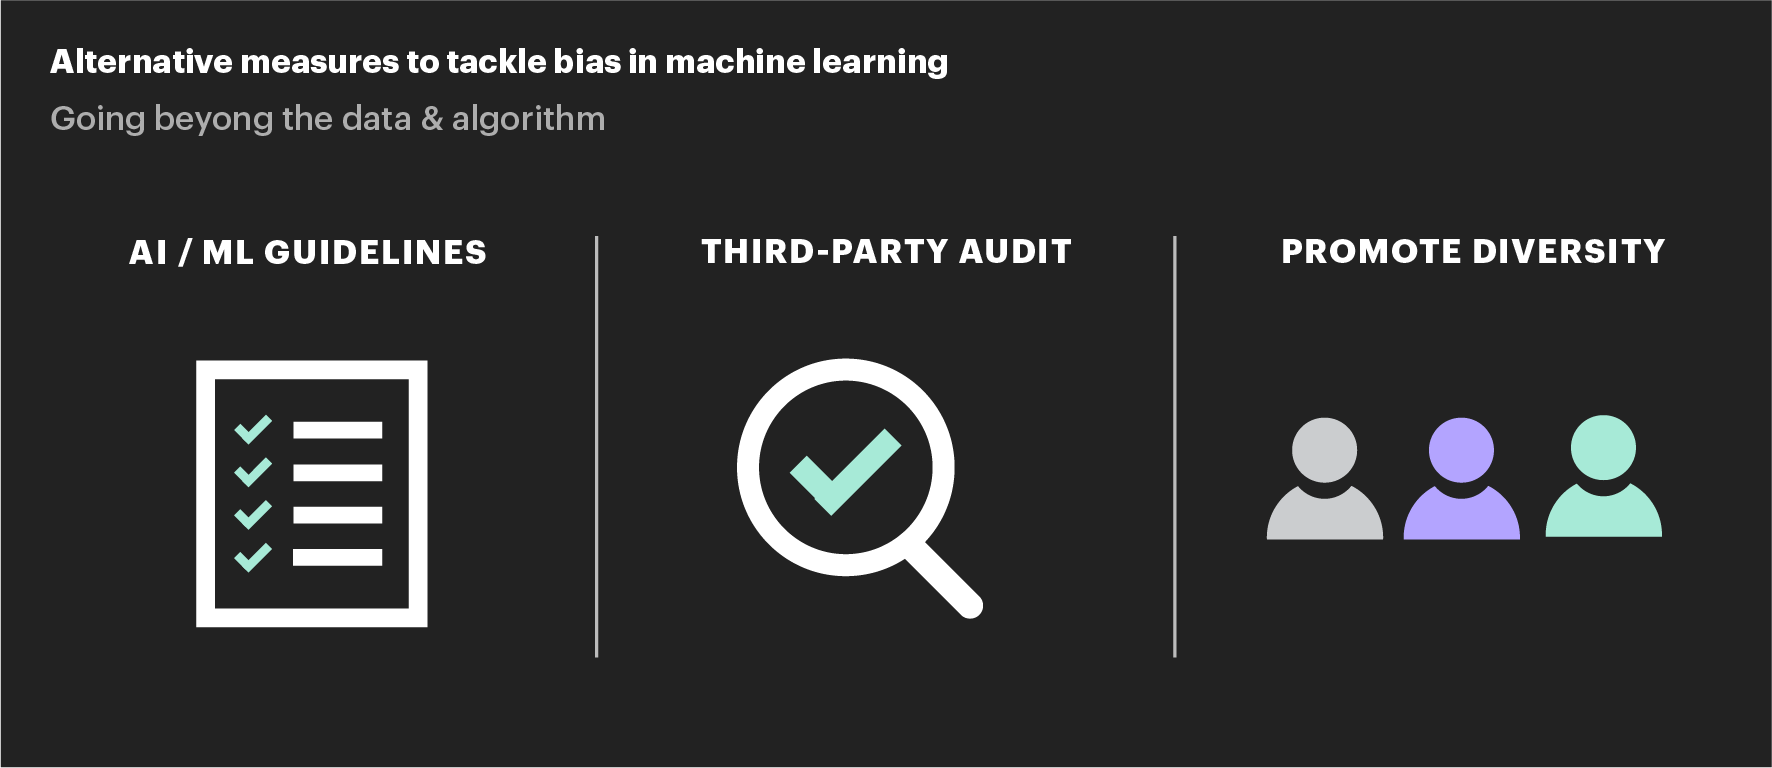 Alternative measures to tackle bias in machine learning
Going beyong the data & algorithm
AI / ML GUIDELINES
THIRD-PARTY AUDIT
PROMOTE DIVERSITY